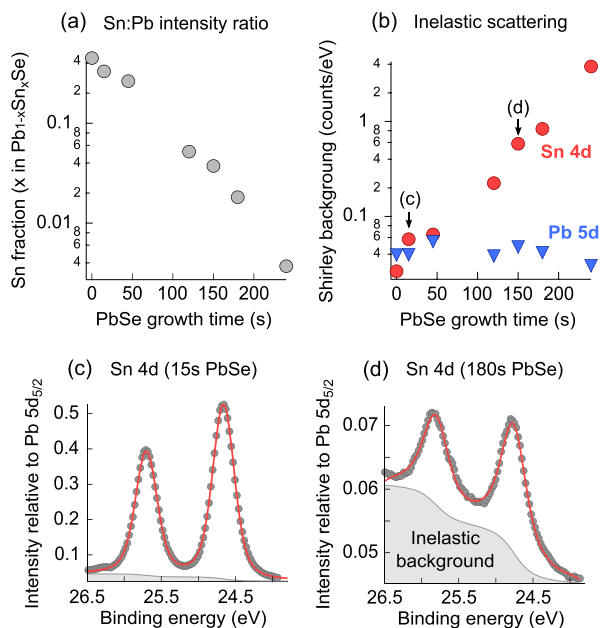 (a) Sn:Pb intensity ratio
Sn fraction (x in Pb1-xSnxSe)
4
2
0.1
8
6
4
2
0.01
8
6
4
0 50 100 150 200
PbSe growth time (s)
(b) Inelastic scattering
Shirley backgroung (counts/eV)
4
2
1
8
6
4
2
0.1
8
6
4
(c)
(d)
Sn 4d
Pb 5d
0 50 100 150 200
PbSe growth time (s)
(c) Sn 4d (15s PbSe)
Intensity relative to Pb 5d5/2
0.5
0.4
0.3
0.2
0.1
26.5 25.5 24.5
Binding energy (eV)
(d) Sn 4d (180s PbSe)
Intensity relative to Pb 5d5/2
0.07
0.06
0.05
Inelastic
background
26.5 25.5 24.5
Binding energy (eV)